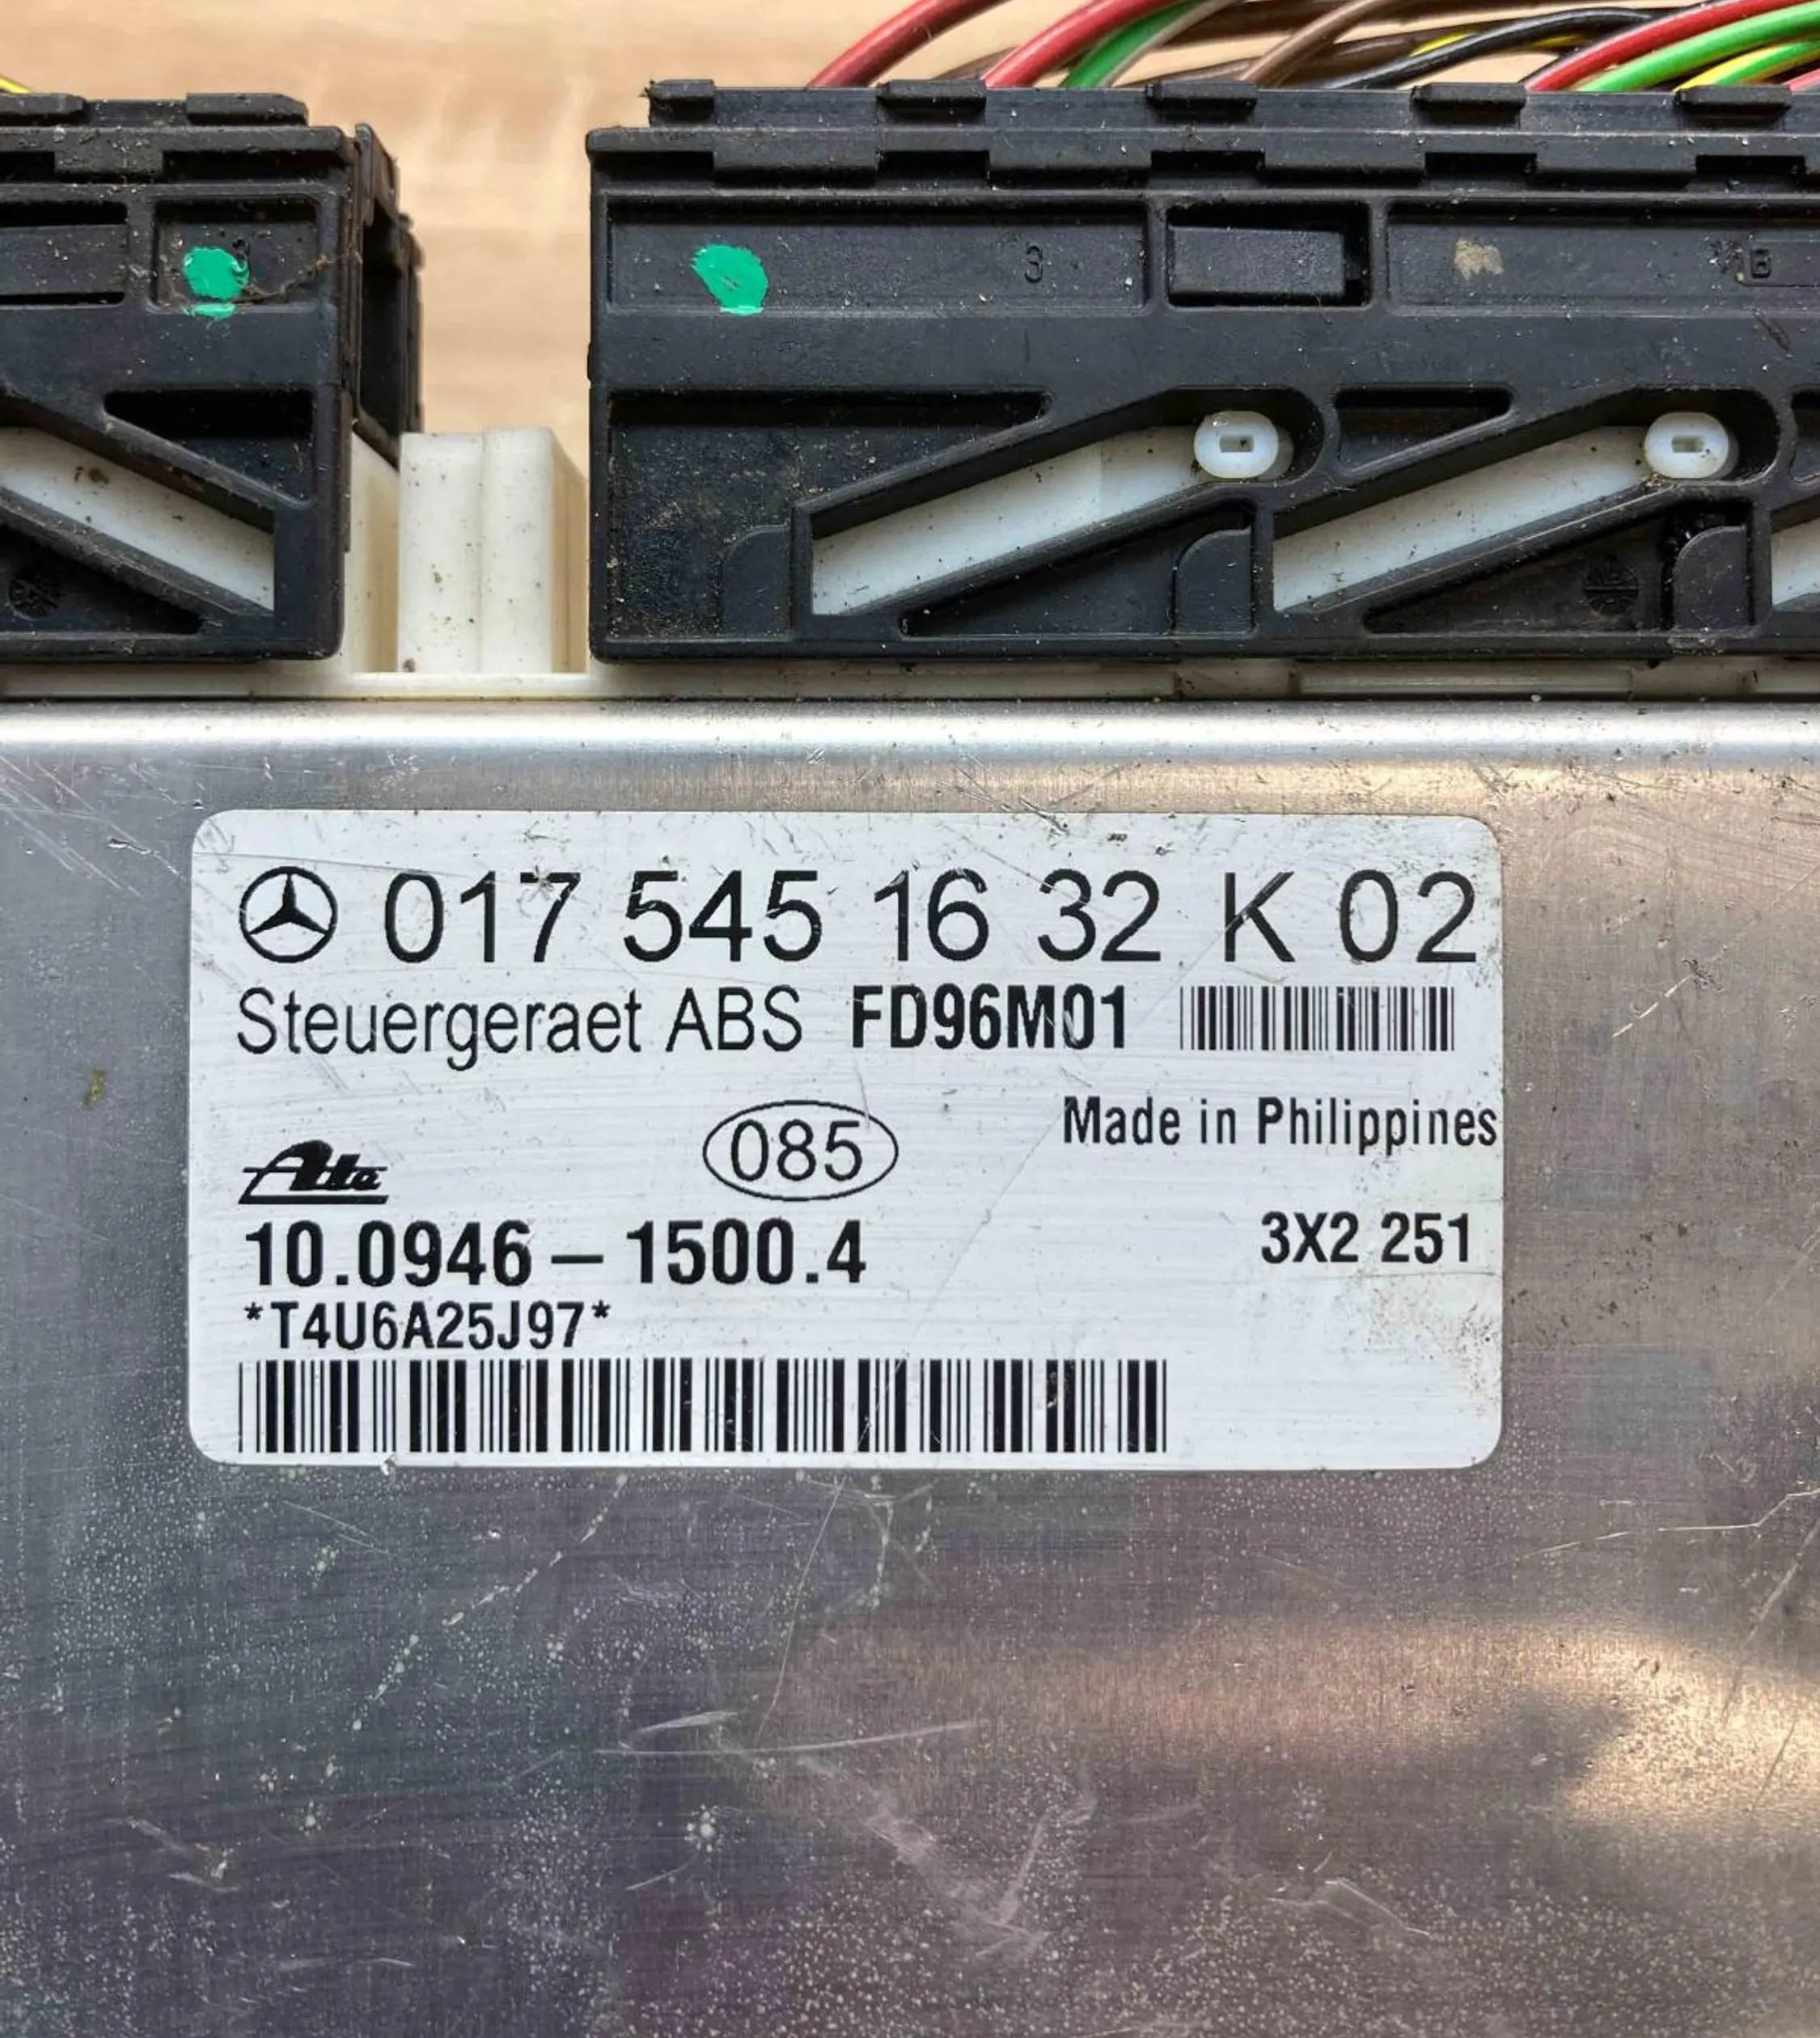 3
B
017 545 16 32 K 02
Steuergeraet ABS FD96M01
Made in Philippines
085
Ate
10.0946 – 1500.4
3X2 251
*T4U6A25J97*